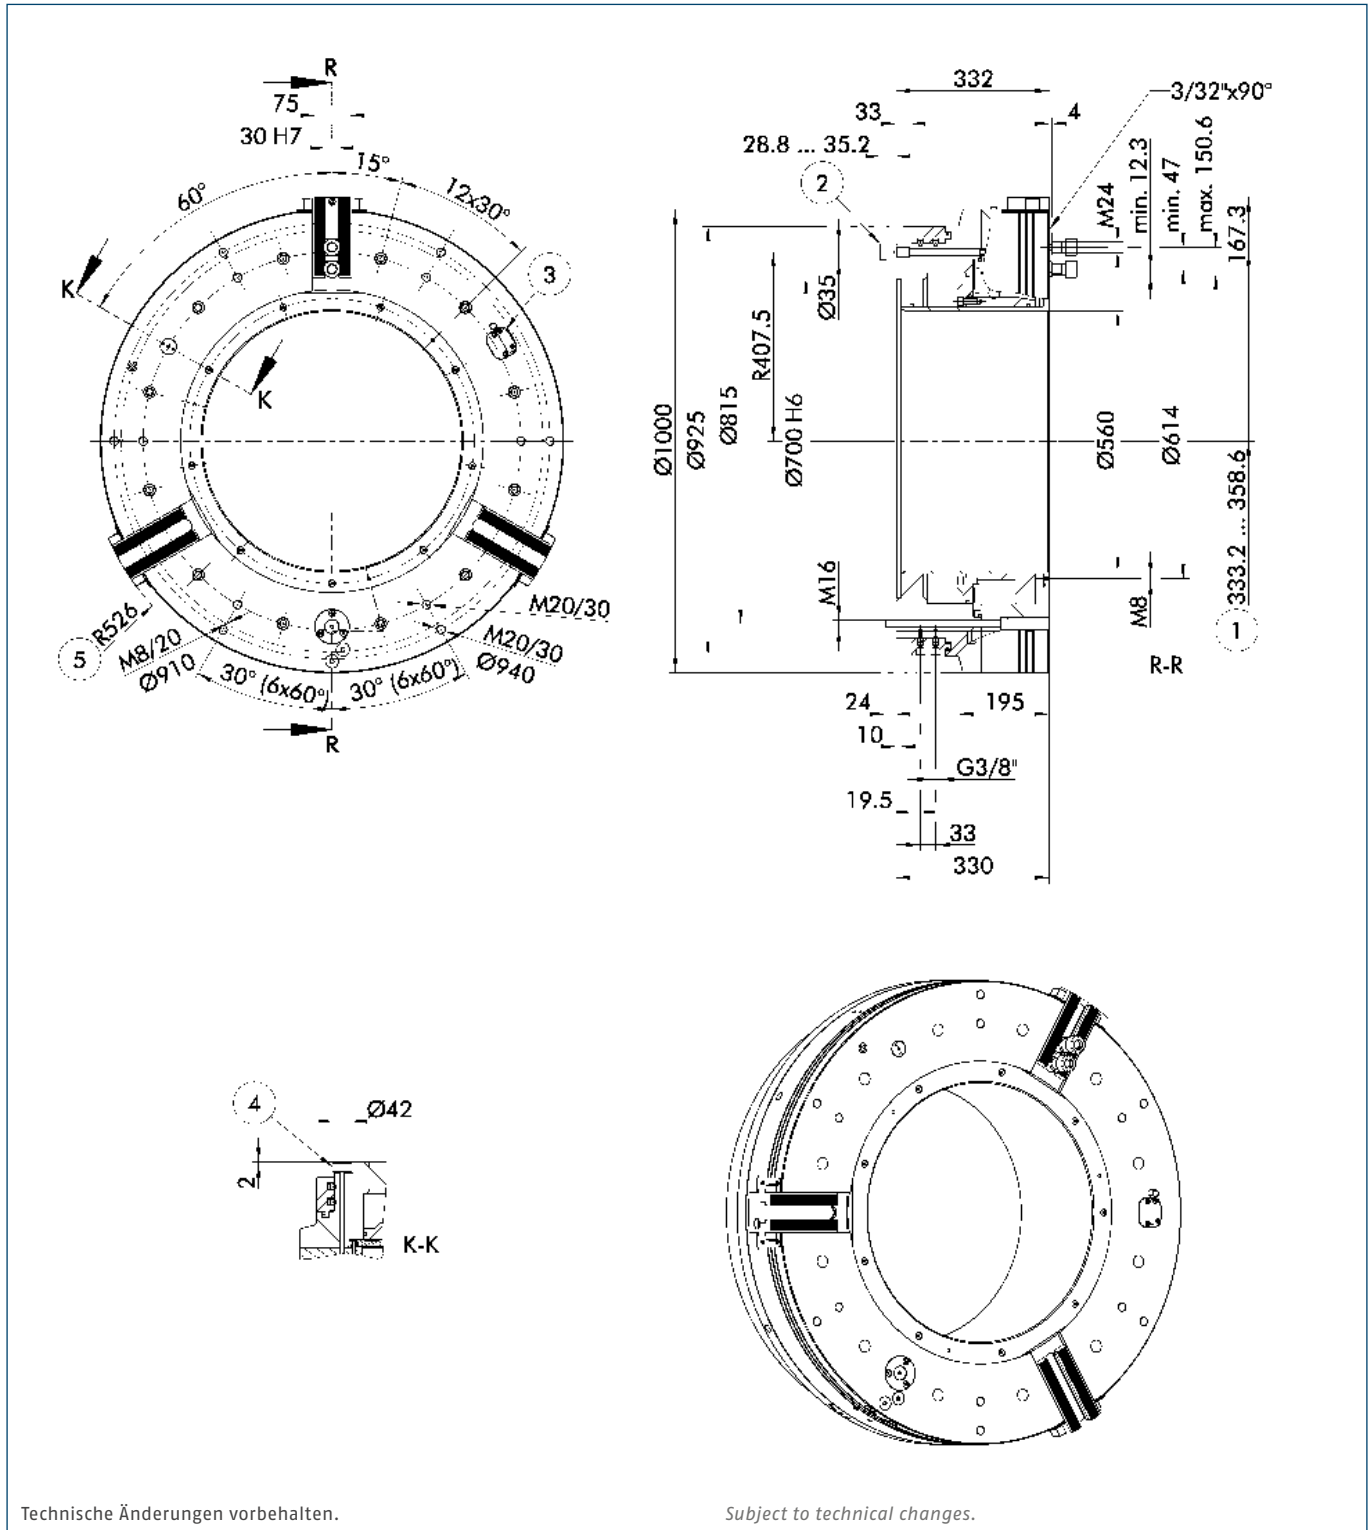 R
75
30 H7
15°
60°
12x30°
K
3
K
R526
5
M8/20
Ø910
30° (6x60°)
30° (6x60°)
M20/30
M20/30
Ø940
R
332
3/32"x90°
33
4
28.8 ... 35.2
2
M24
min. 12.3
min. 47
max. 150.6
167.3
Ø35
R407.5
Ø1000
Ø925
Ø815
Ø700 H6
Ø560
Ø614
333.2 ... 358.6
M16
M8
1
R-R
24
195
10
G3/8"
19.5
33
330
4
Ø42
2
K-K
Technische Änderungen vorbehalten.
Subject to technical changes.